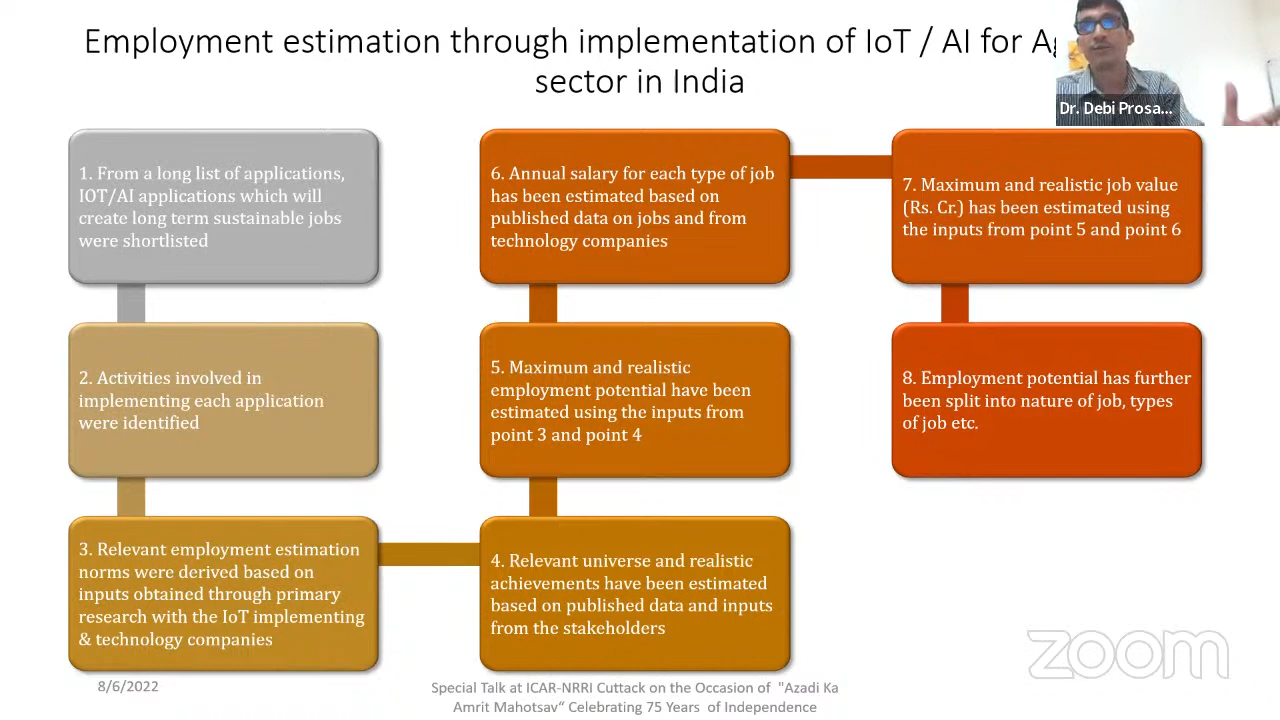 Employment estimation through implementation of IoT / AI for
sector in India
Dr. Debi Prosa...
1. From a long list of applications,
IOT/AI applications which will
create long term sustainable jobs
were shortlisted
2. Activities involved in
implementing each application
were identified
3. Relevant employment estimation
norms were derived based on
inputs obtained through primary
research with the IoT implementing
& technology companies
4. Relevant universe and realistic
achievements have been estimated
based on published data and inputs
from the stakeholders
5. Maximum and realistic
employment potential have been
estimated using the inputs from
point 3 and point 4
6. Annual salary for each type of job
has been estimated based on
published data on jobs and from
technology companies
7. Maximum and realistic job value
(Rs. Cr.) has been estimated using
the inputs from point 5 and point 6
8. Employment potential has further
been split into nature of job, types
of job etc.
zoom
8/6/2022
Special Talk at ICAR-NRRI Cuttack on the Occasion of "Azadi Ka
Amrit Mahotsav“ Celebrating 75 Years of Independence